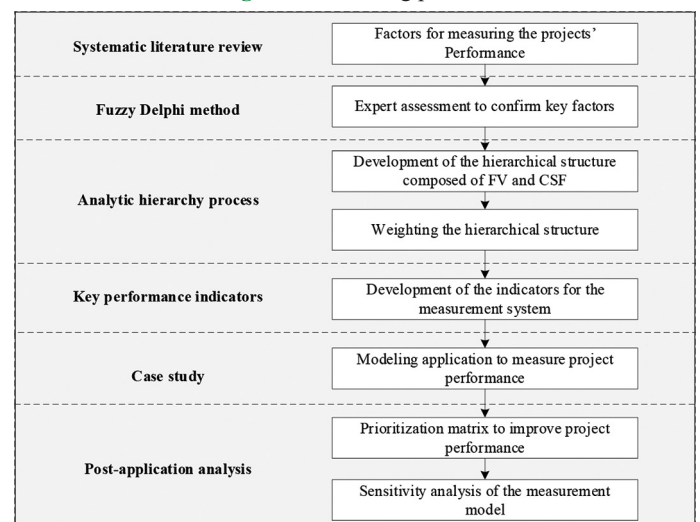 Systematic literature review
Factors for measuring the projects’
Performance
Fuzzy Delphi method
Expert assessment to confirm key factors
Analytic hierarchy process
Development of the hierarchical structure
composed of FV and CSF
Weighting the hierarchical structure
Key performance indicators
Development of the indicators for the
measurement system
Case study
Modeling application to measure project
performance
Post-application analysis
Prioritization matrix to improve project
performance
Sensitivity analysis of the measurement
model